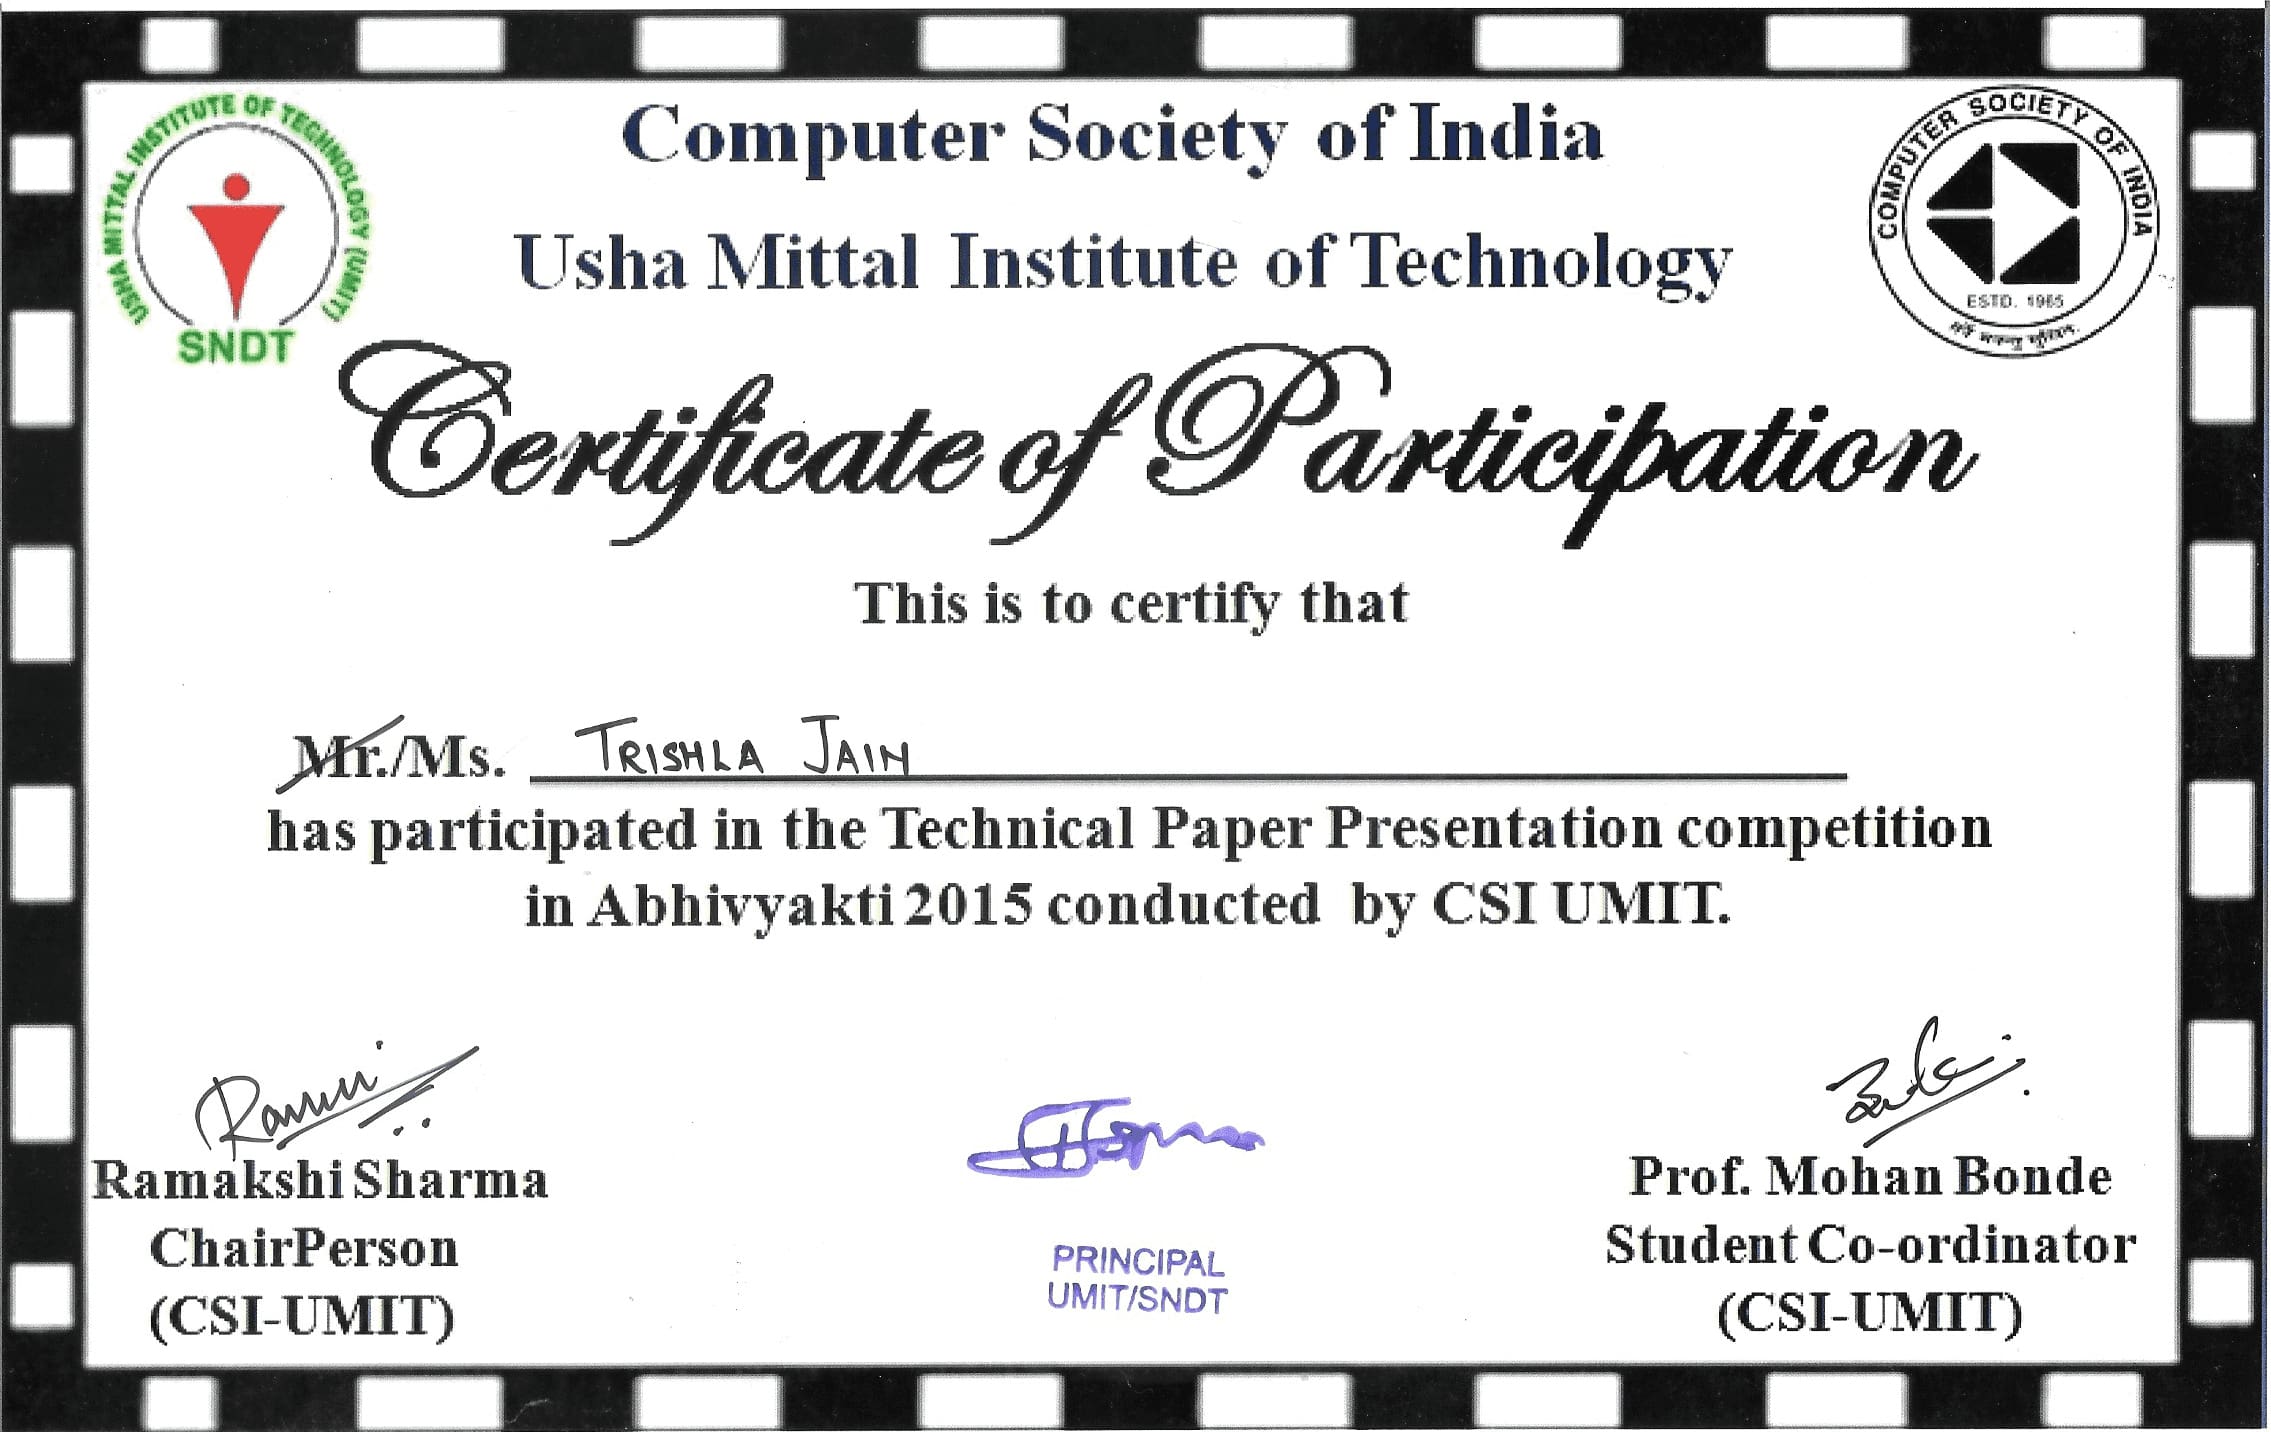 USHA MITTAL INSTITUTE OF TECHNOLOGY (UMIT)
SNDT
Computer Society of India
Usha Mittal Institute of Technology
COMPUTER SOCIETY OF INDIA
ESTD. 1965
Certificate of Participation
This is to certify that
Mr./Ms. TRISHLA JAIN
has participated in the Technical Paper Presentation competition
in Abhivyakti 2015 conducted by CSI UMIT.
Ramakshi Sharma
ChairPerson
(CSI-UMIT)
PRINCIPAL
UMIT/SNDT
Prof. Mohan Bonde
Student Co-ordinator
(CSI-UMIT)